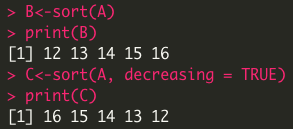 > B<-sort(A)
> print(B)
[1] 12 13 14 15 16
> C<-sort(A, decreasing = TRUE)
> print(C)
[1] 16 15 14 13 12